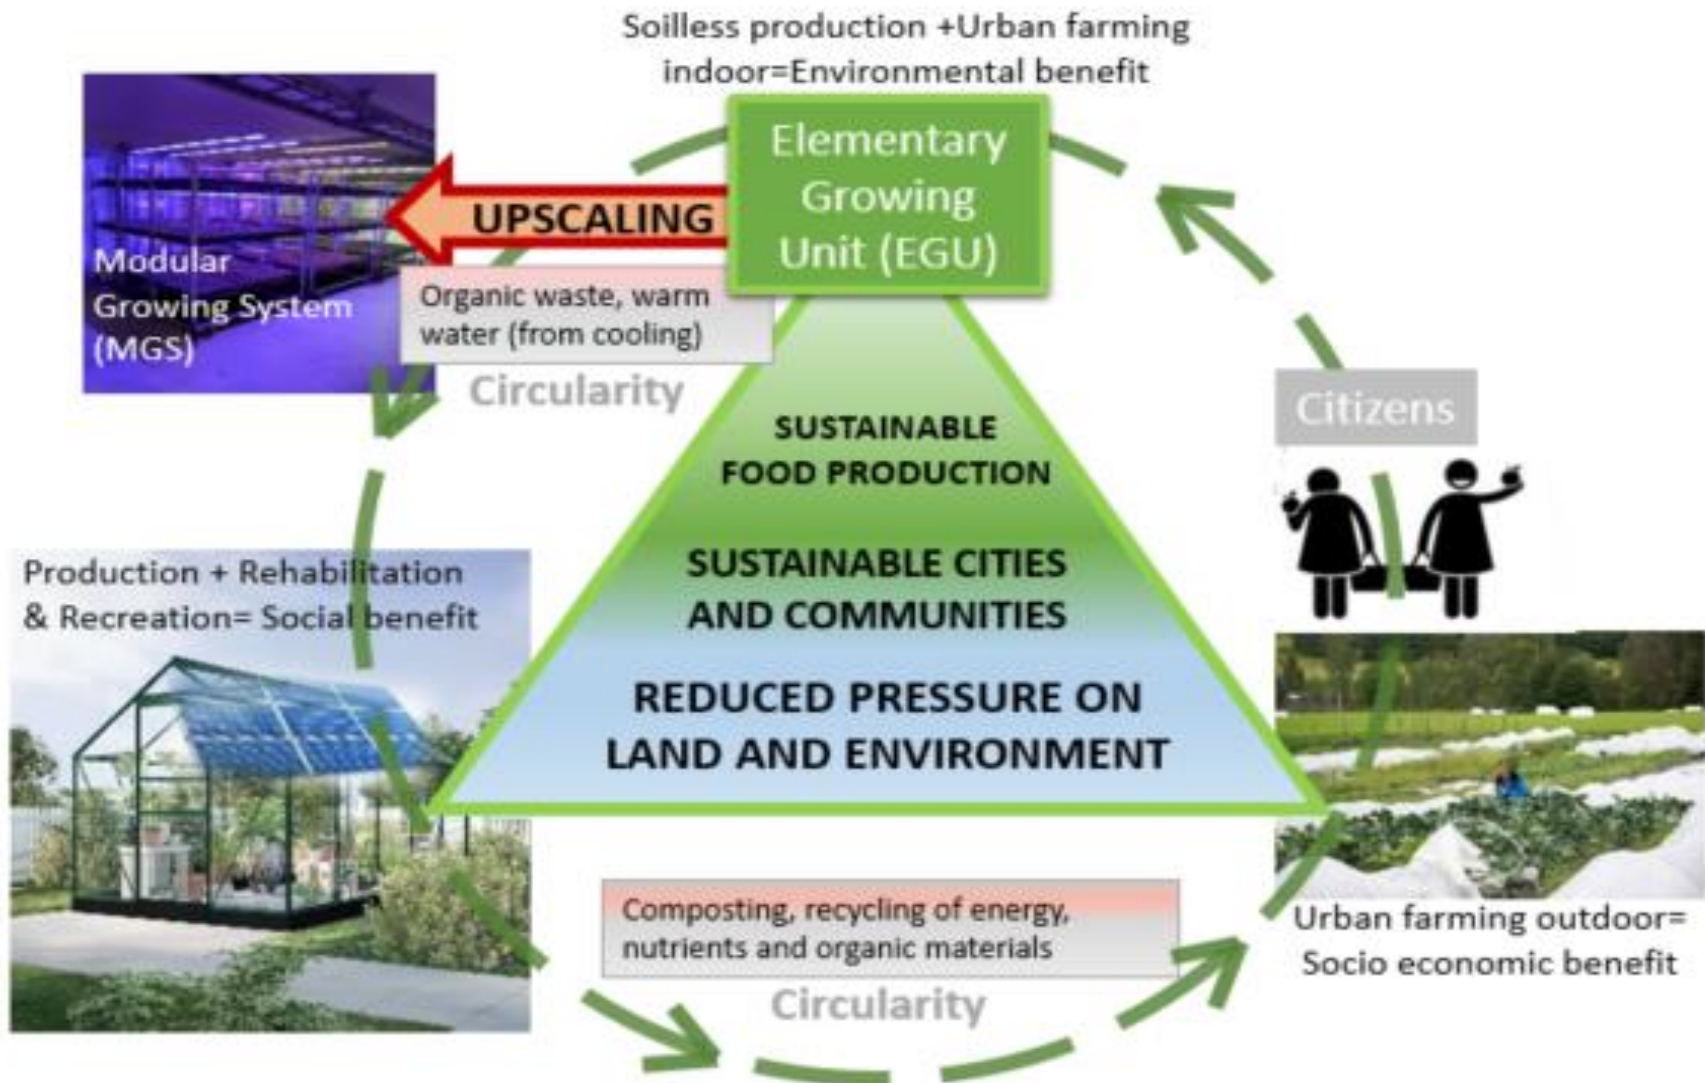 Soilless production +Urban farming
indoor=Environmental benefit
Elementary
Growing
Unit (EGU)
UPSCALING
Modular
Growing System
(MGS)
Organic waste, warm
water (from cooling)
Circularity
Citizens
SUSTAINABLE
FOOD PRODUCTION
SUSTAINABLE CITIES
AND COMMUNITIES
REDUCED PRESSURE ON
LAND AND ENVIRONMENT
Production + Rehabilitation
& Recreation= Social benefit
Composting, recycling of energy,
nutrients and organic materials
Circularity
Urban farming outdoor=
Socio economic benefit